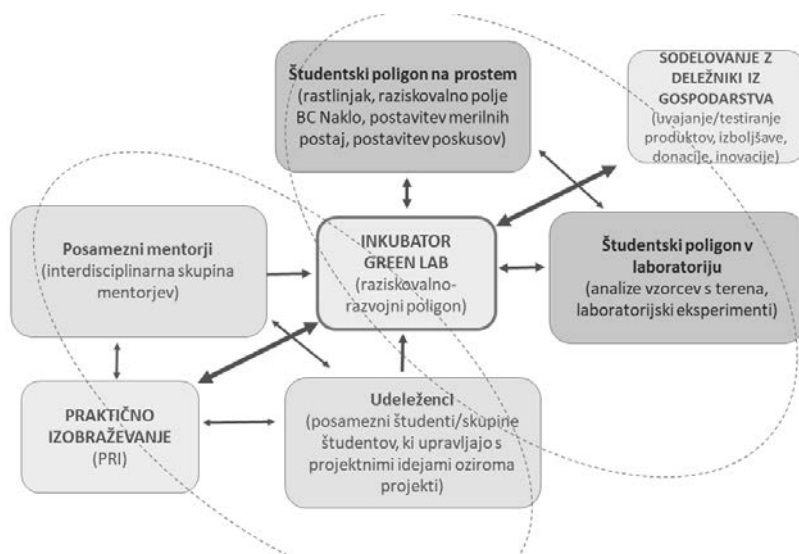 Študentski poligon na prostem
(rastlinjak, raziskovalno polje
BC Naklo, postavitev merilnih
postaj, postavitev poskusov)
SODELOVANJE Z
DELEŽNIKI IZ
GOSPODARSTVA
(uvajanje/testiranje
produktov, izboljšave,
donacije, inovacije)
Posamezni mentorji
(interdisciplinarna skupina
mentorjev)
INKUBATOR
GREEN LAB
(raziskovalno-
razvojni poligon)
Študentski poligon v
laboratoriju
(analize vzorcev s terena,
laboratorijski eksperimenti)
PRAKTIČNO
IZOBRAŽEVANJE
(PRI)
Udeleženci
(posamezni študenti/skupine
študentov, ki upravljajo s
projektnimi idejami oziroma
projekti)